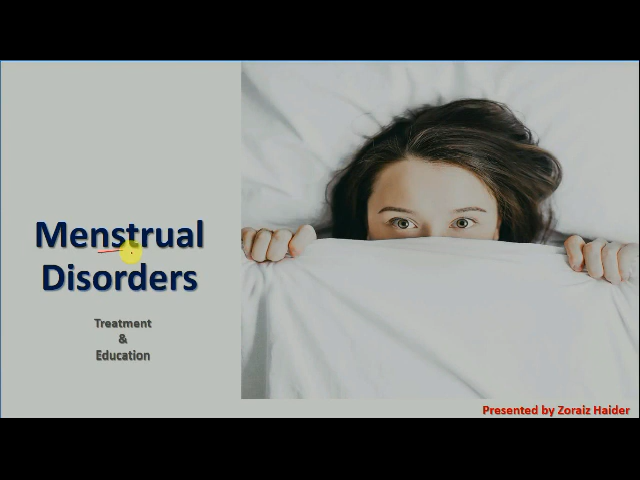 Menstrual
Disorders
Treatment
&
Education
Presented by Zoraiz Haider